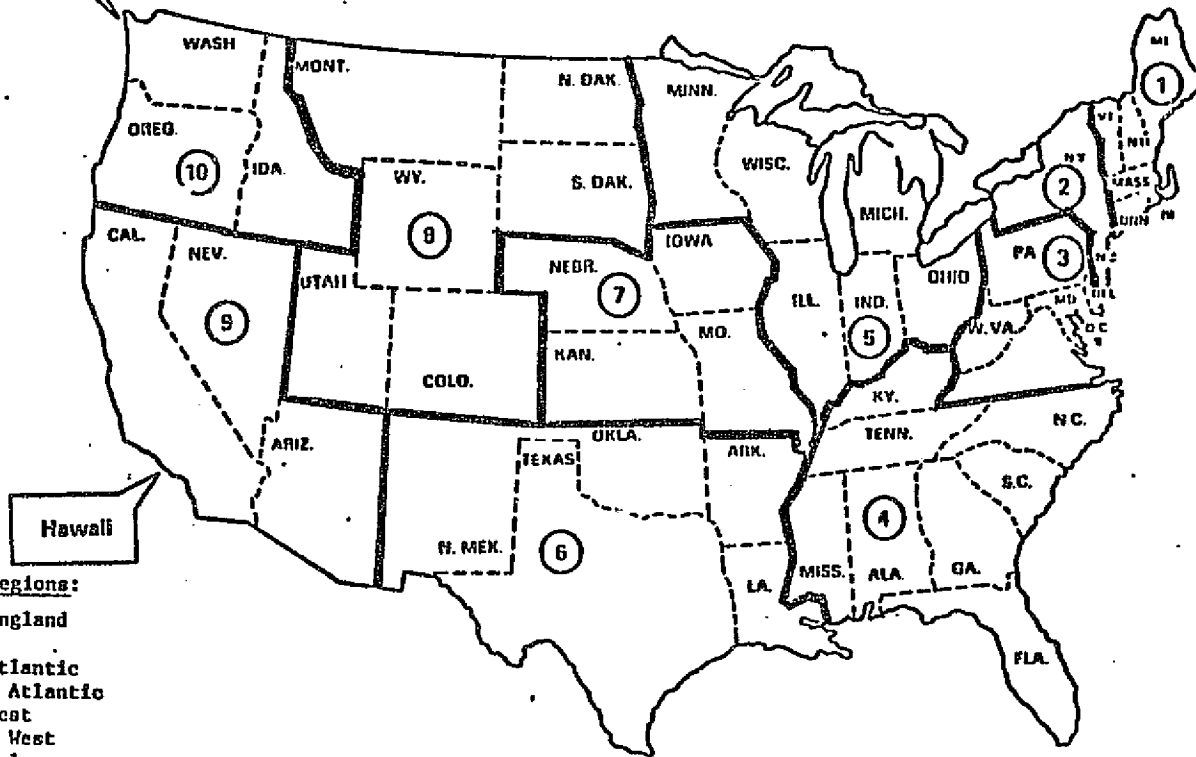 WASH
MONT.
N. DAK.
MINN.
MI
1
OREG.
10
IDA.
WY.
S. DAK.
WISC.
MICH.
VT
NH
NY
2
MASS
CAL.
NEV.
8
IOWA
PA
3
UTAH
NEBR.
7
ILL.
IND.
OHIO
MD
DEL
9
5
W. VA.
D C
KAN.
MO.
COLO.
KY.
ARIZ.
OKLA.
TENN.
N C.
TEXAS
ARK.
S.C.
Hawaii
N. MEX.
6
4
MISS.
ALA.
GA.
LA.
FLA.
egions:
ngland
tlantic
Atlantic
est
West